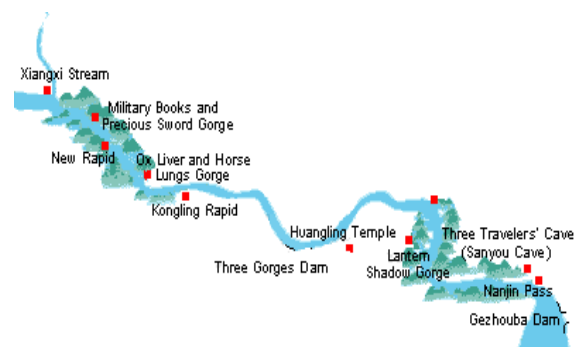 Xiangxi Stream
Military Books and
Precious Sword Gorge
New Rapid
Ox Liver and Horse
Lungs Gorge
Kongling Rapid
Huangling Temple
Three Gorges Dam
Lantern
Shadow Gorge
Three Travelers' Cave
(Sanyou Cave)
Nanjin Pass
Gezhouba Dam